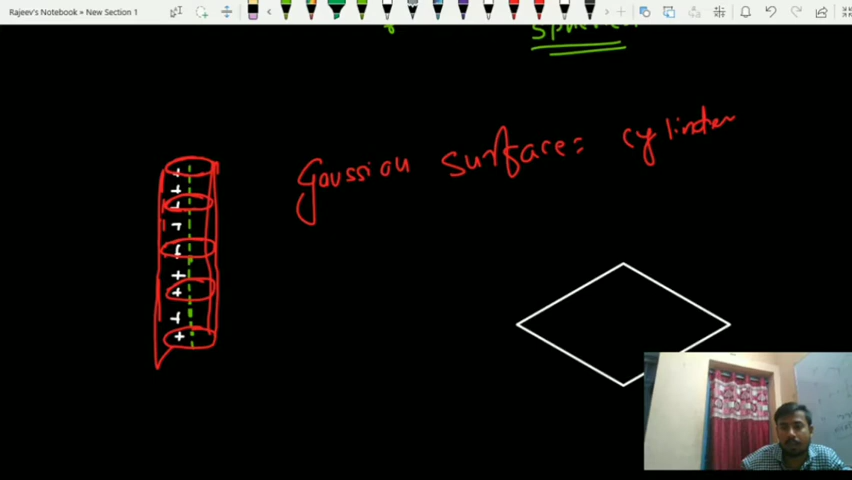 Rajeev's Notebook » New Section 1
Gaussian surface = cylinder
+
+
+
+
+